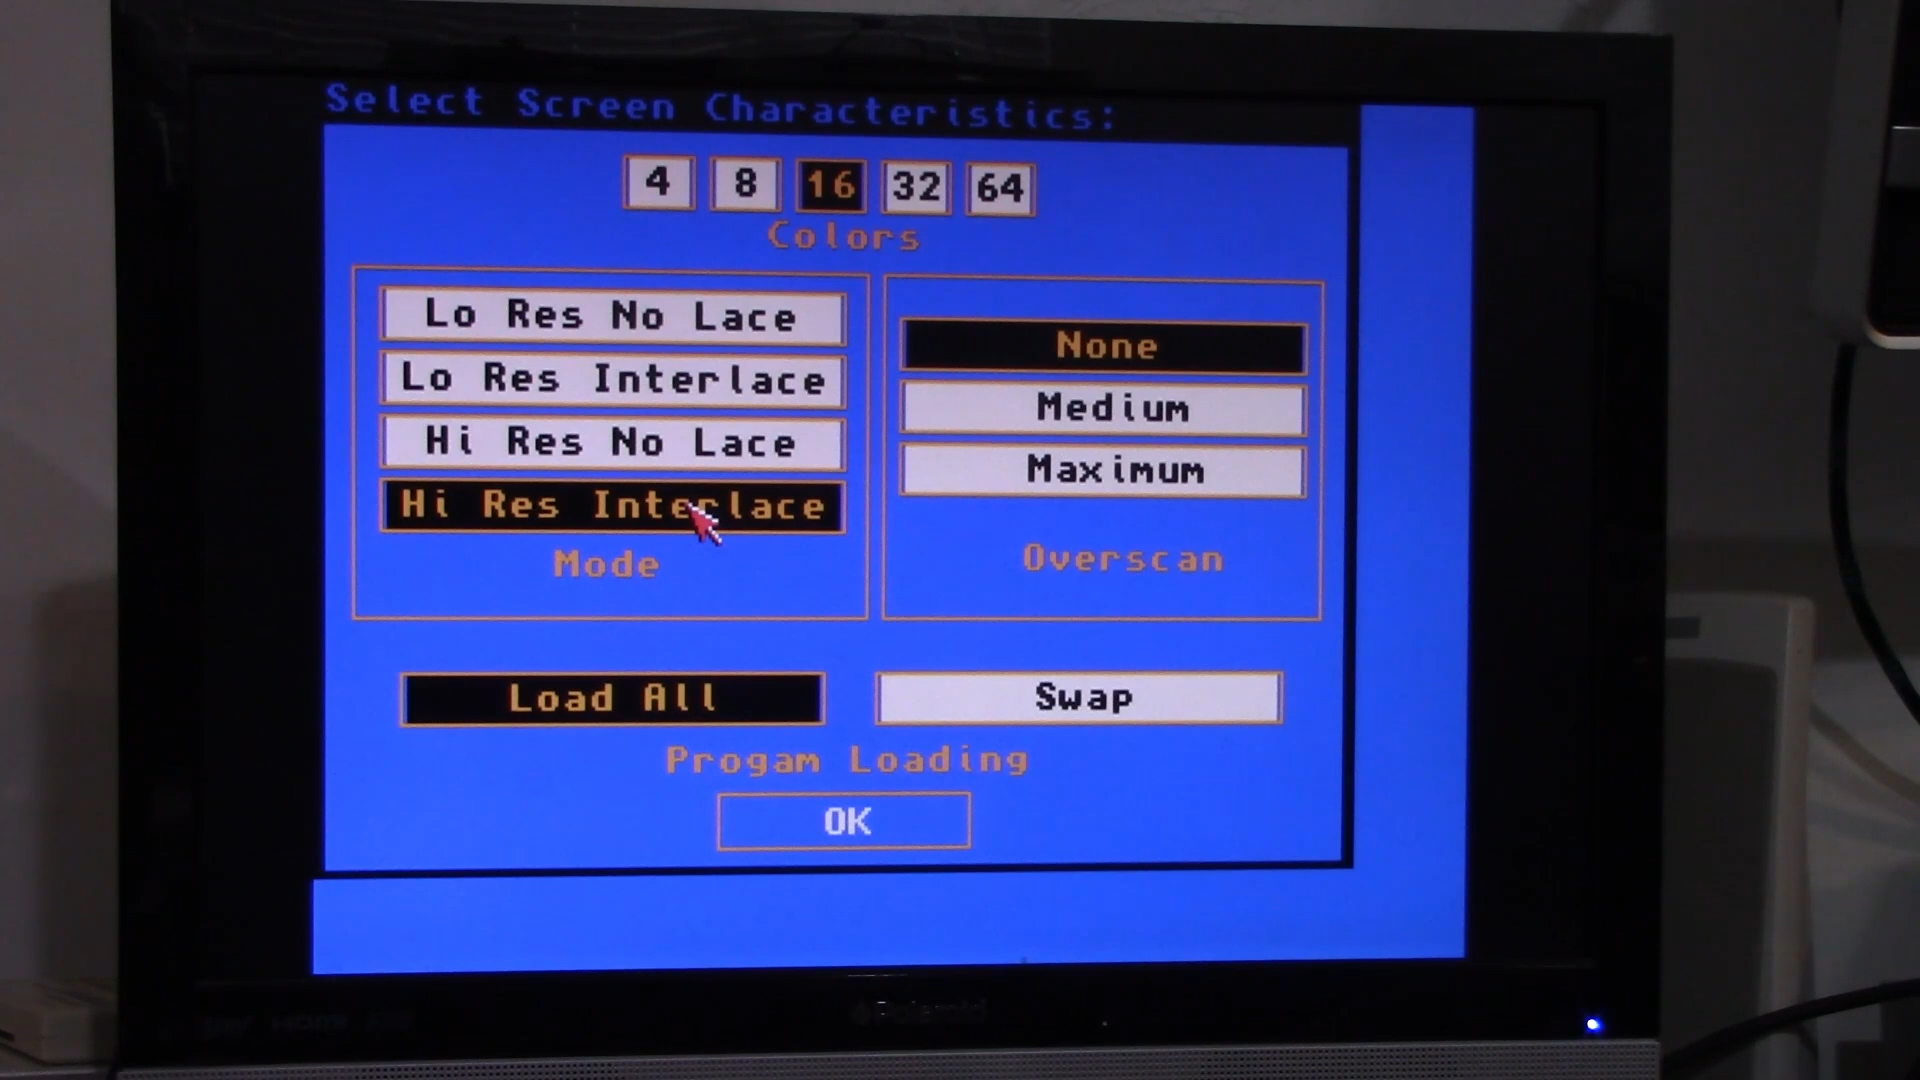 Select Screen Characteristics:
4 8 16 32 64
Colors
Lo Res No Lace
Lo Res Interlace
Hi Res No Lace
Hi Res Interlace
Mode
None
Medium
Maximum
Overscan
Load All
Swap
Progam Loading
OK
Polaroid